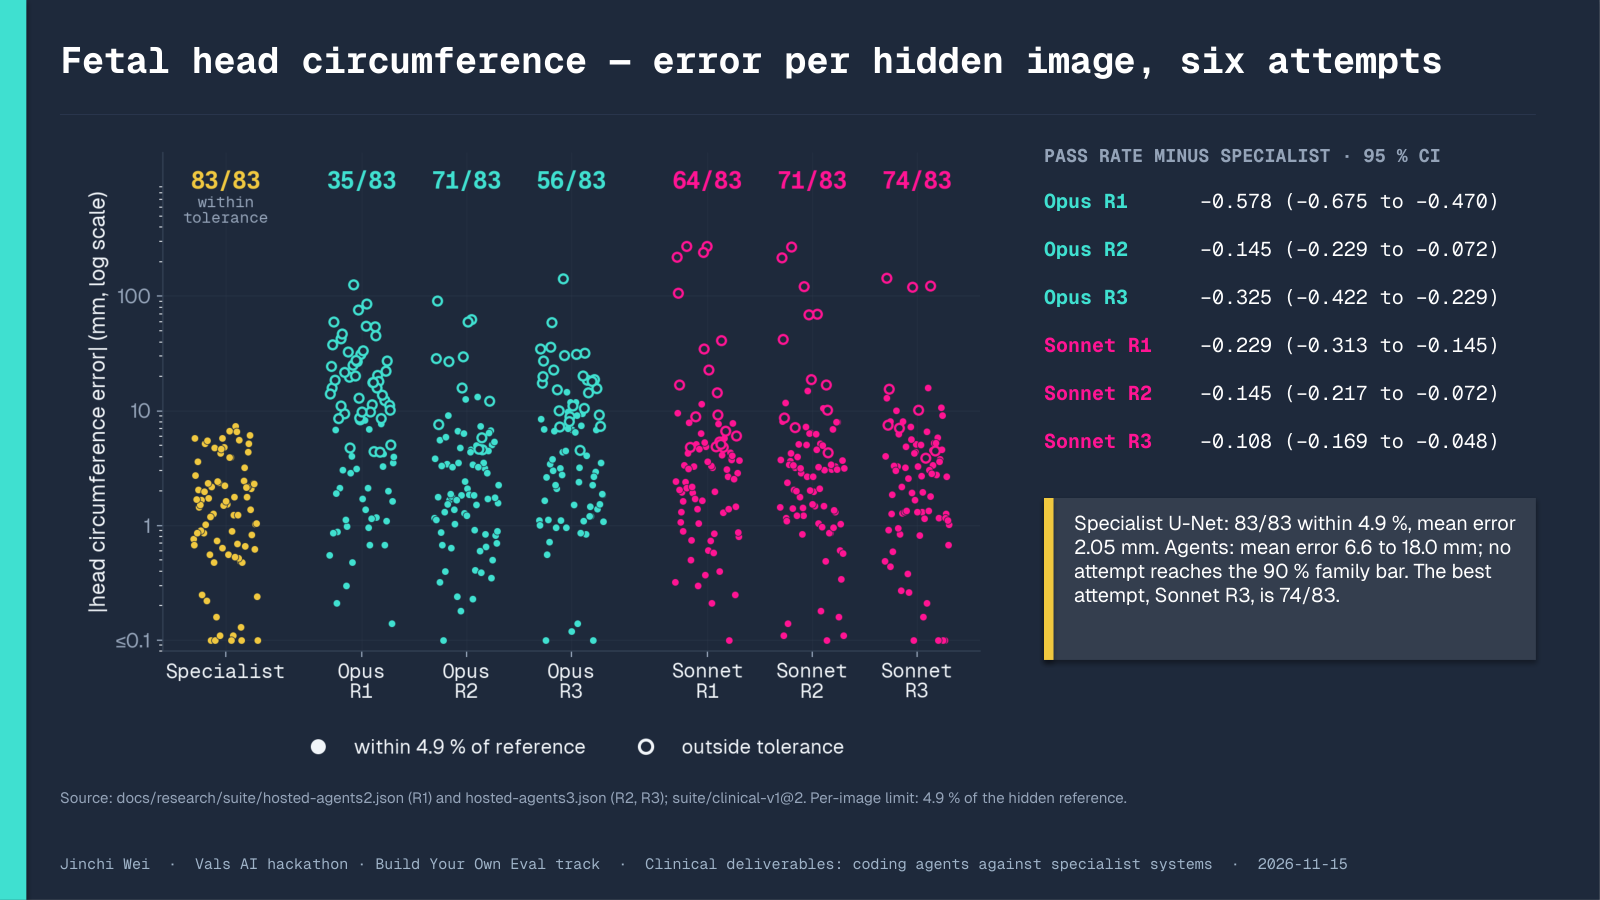 Fetal head circumference — error per hidden image, six attempts
|head circumference error| (mm, log scale)
100
10
1
≤0.1
83/83
within
tolerance
35/83
71/83
56/83
64/83
71/83
74/83
Specialist
Opus
R1
Opus
R2
Opus
R3
Sonnet
R1
Sonnet
R2
Sonnet
R3
within 4.9 % of reference
outside tolerance
PASS RATE MINUS SPECIALIST · 95 % CI
Opus R1 −0.578 (−0.675 to −0.470)
Opus R2 −0.145 (−0.229 to −0.072)
Opus R3 −0.325 (−0.422 to −0.229)
Sonnet R1 −0.229 (−0.313 to −0.145)
Sonnet R2 −0.145 (−0.217 to −0.072)
Sonnet R3 −0.108 (−0.169 to −0.048)
Specialist U-Net: 83/83 within 4.9 %, mean error
2.05 mm. Agents: mean error 6.6 to 18.0 mm; no
attempt reaches the 90 % family bar. The best
attempt, Sonnet R3, is 74/83.
Source: docs/research/suite/hosted-agents2.json (R1) and hosted-agents3.json (R2, R3); suite/clinical-v1@2. Per-image limit: 4.9 % of the hidden reference.
Jinchi Wei · Vals AI hackathon · Build Your Own Eval track · Clinical deliverables: coding agents against specialist systems · 2026-11-15